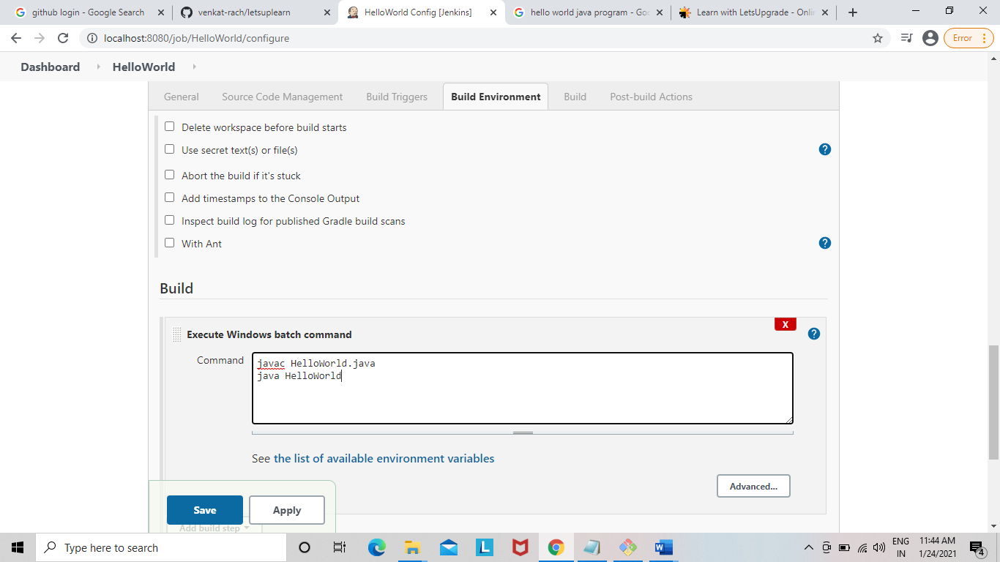 github login - Google Search
venkat-rach/letsuplearn
HelloWorld Config [Jenkins]
hello world java program - Goo
Learn with LetsUpgrade - Onlin
localhost:8080/job/HelloWorld/configure
Error
Dashboard
HelloWorld
General
Source Code Management
Build Triggers
Build Environment
Build
Post-build Actions
Delete workspace before build starts
Use secret text(s) or file(s)
?
Abort the build if it's stuck
Add timestamps to the Console Output
Inspect build log for published Gradle build scans
With Ant
?
Build
X
Execute Windows batch command
?
Command
javac HelloWorld.java
java HelloWorld
See the list of available environment variables
Advanced...
Save
Apply
Add build step
Type here to search
L
W
ENG
IN
11:44 AM
1/24/2021
4